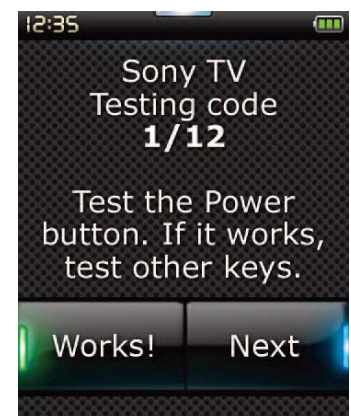 12:35
Sony TV
Testing code
1/12
Test the Power
button. If it works,
test other keys.
Works! Next